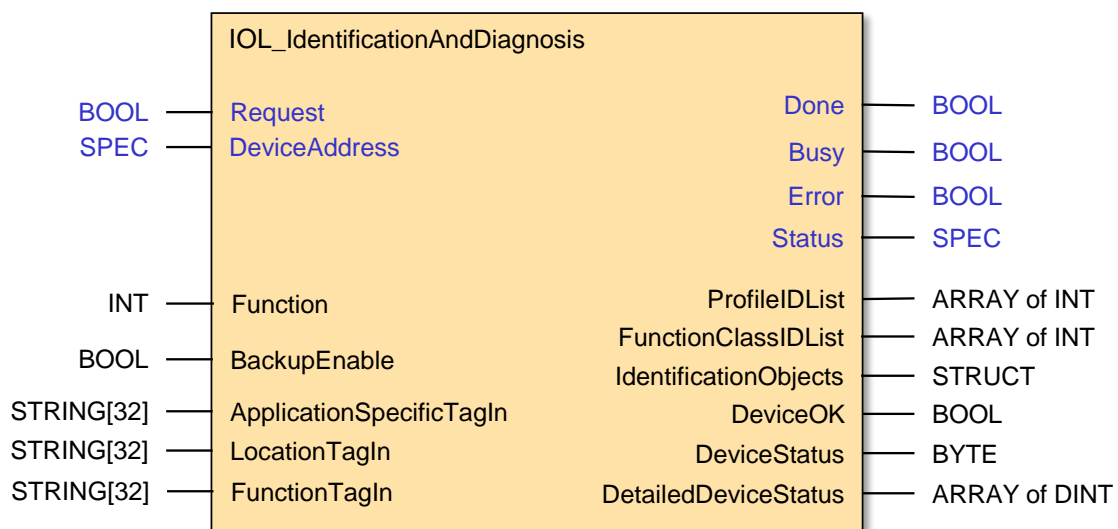 IOL_IdentificationAndDiagnosis
BOOL Request Done BOOL
SPEC DeviceAddress
Busy BOOL
Error BOOL
Status SPEC
INT Function ProfileIDList ARRAY of INT
FunctionClassIDList ARRAY of INT
BOOL BackupEnable
IdentificationObjects STRUCT
STRING[32] ApplicationSpecificTagIn DeviceOK BOOL
STRING[32] LocationTagIn DeviceStatus BYTE
STRING[32] FunctionTagIn DetailedDeviceStatus ARRAY of DINT